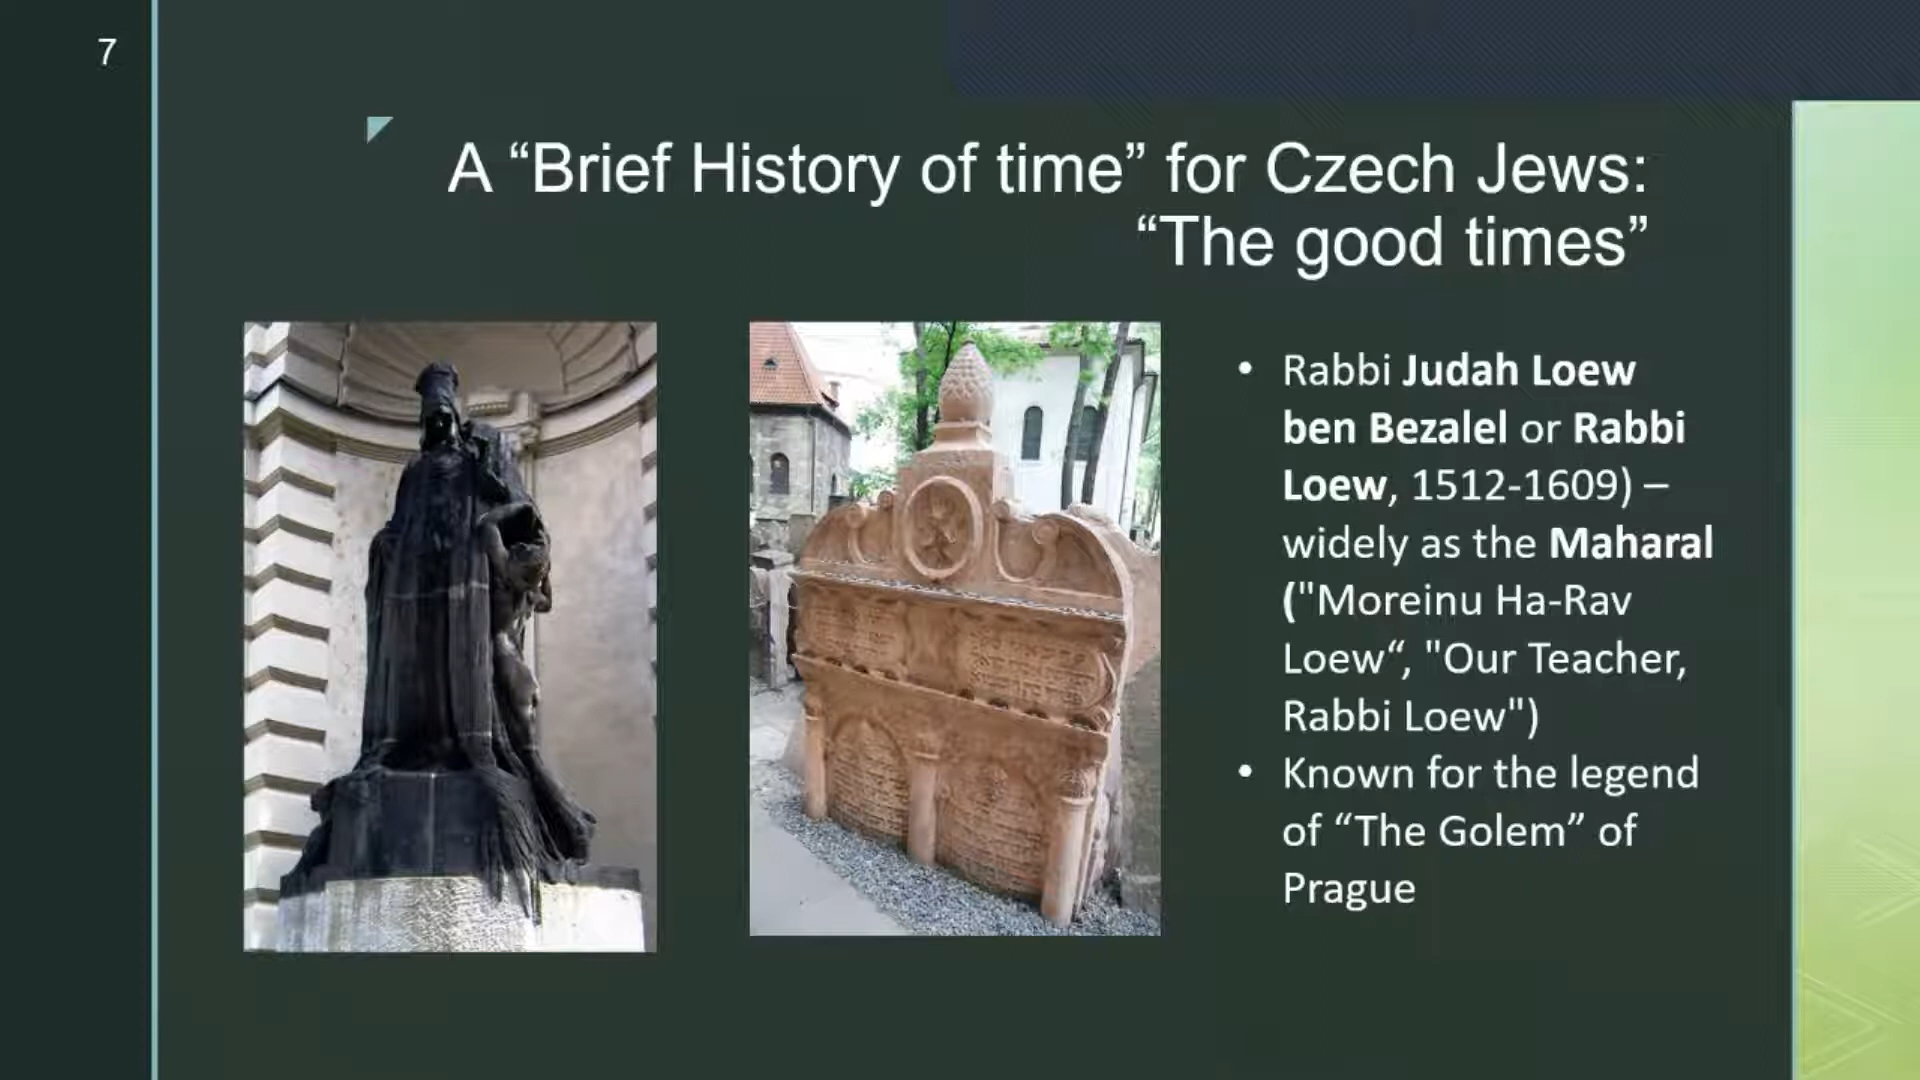 7
A “Brief History of time” for Czech Jews:
“The good times”
• Rabbi Judah Loew
ben Bezalel or Rabbi
Loew, 1512-1609) –
widely as the Maharal
("Moreinu Ha-Rav
Loew“, "Our Teacher,
Rabbi Loew")
• Known for the legend
of “The Golem” of
Prague